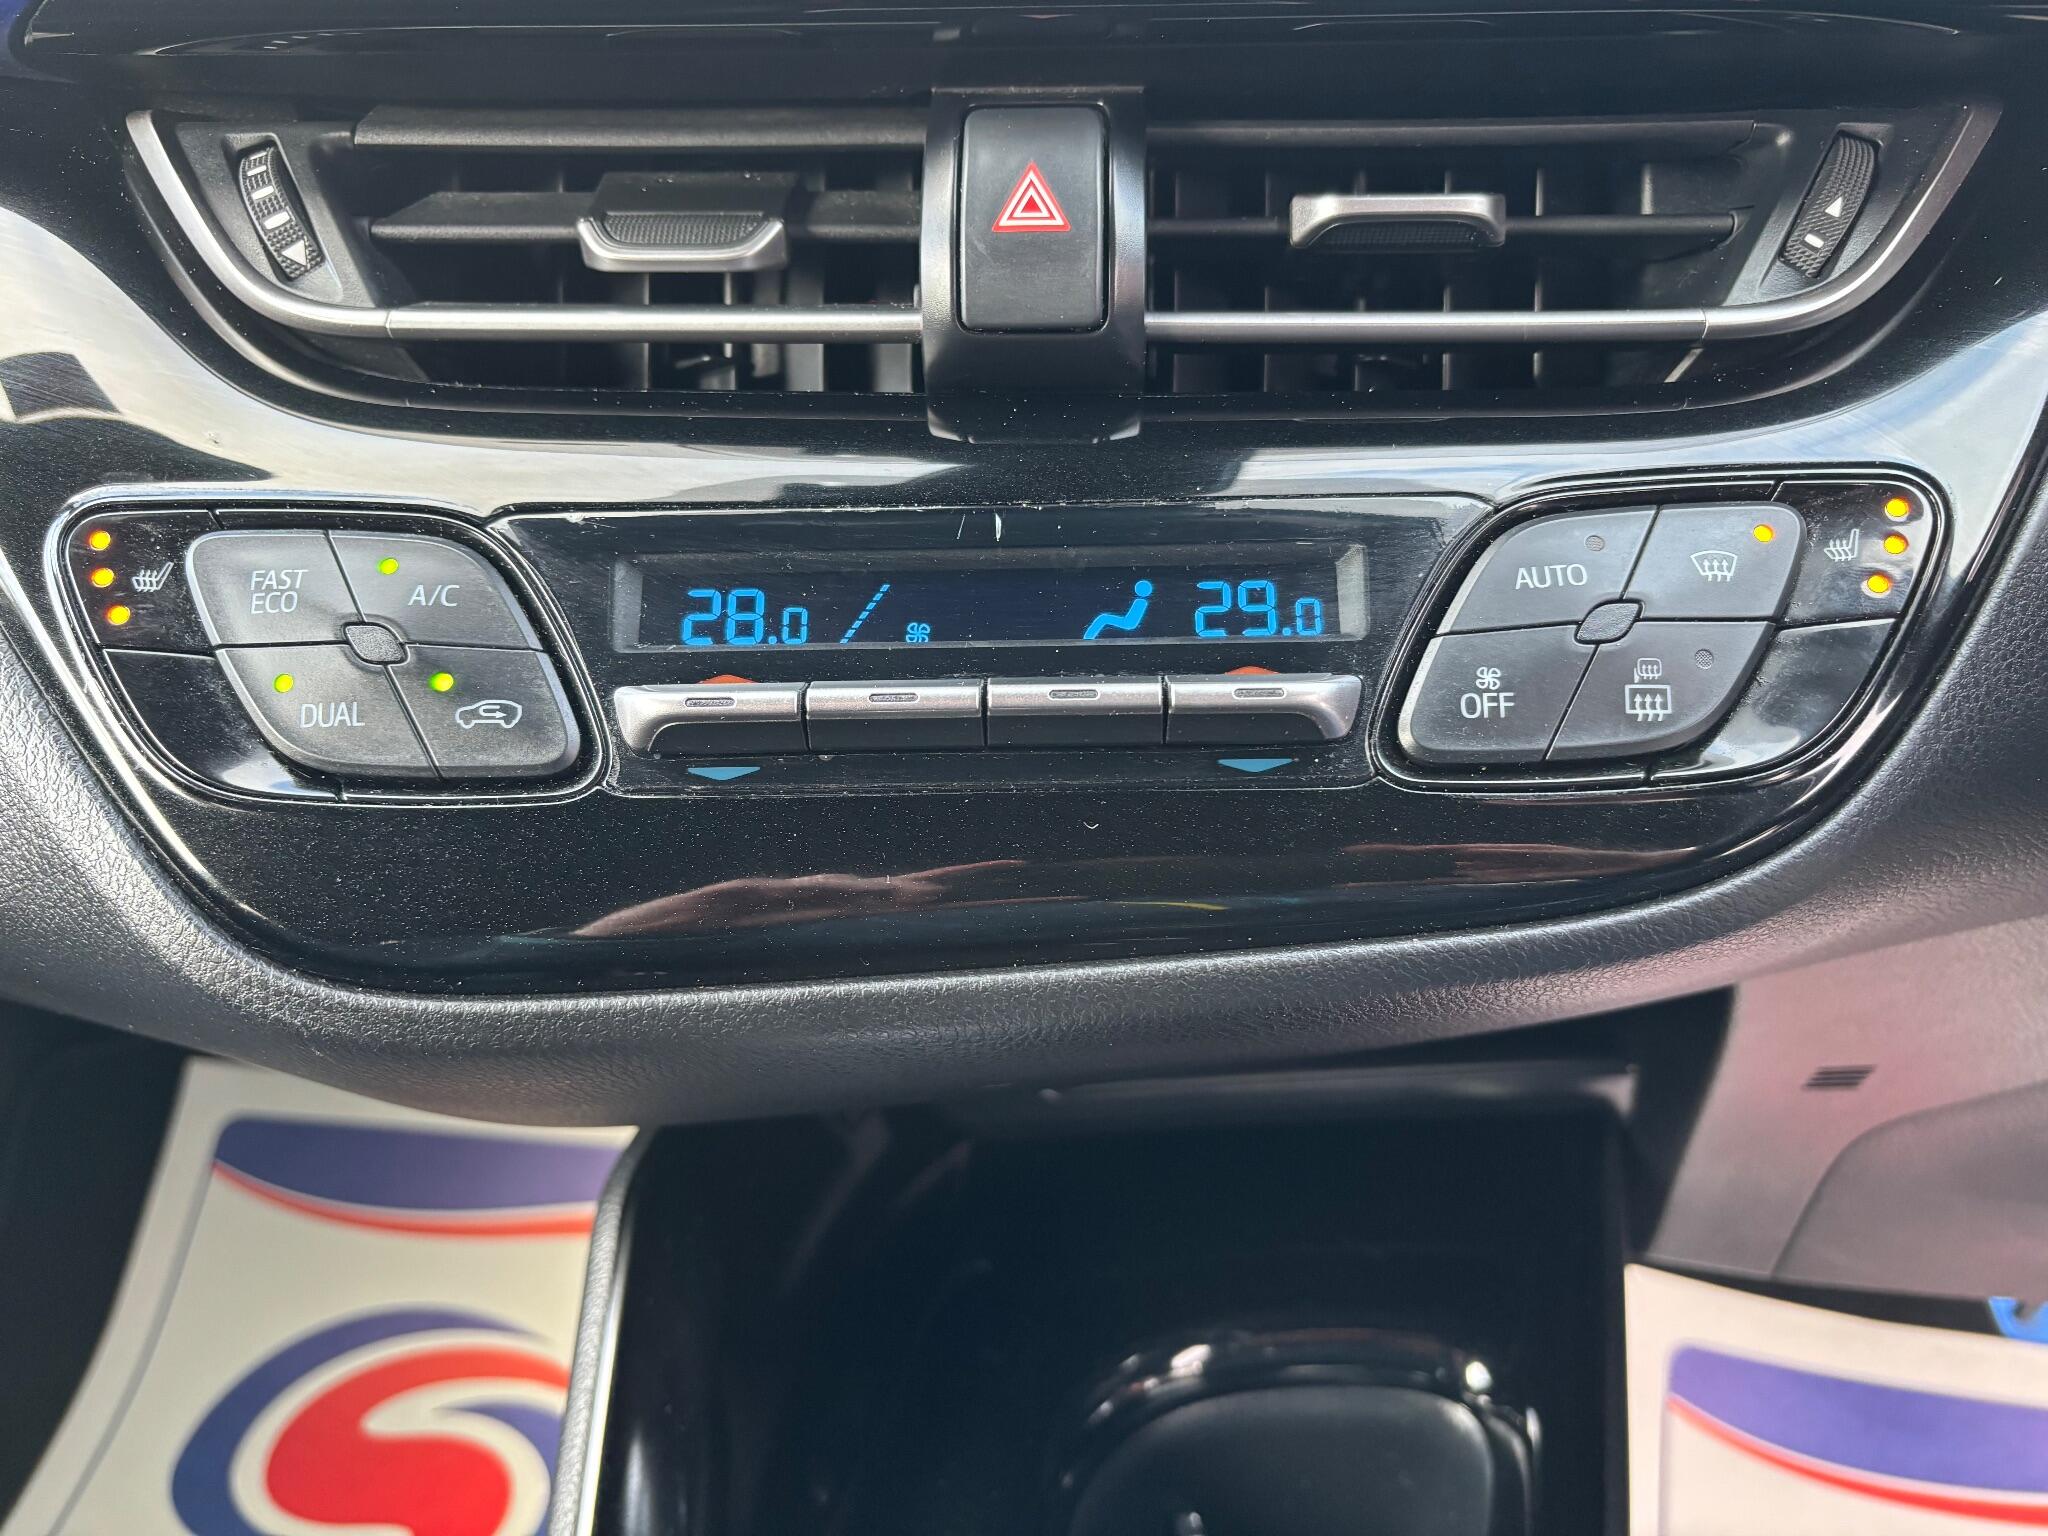 FAST
ECO
A/C
DUAL
28.0
29.0
AUTO
OFF